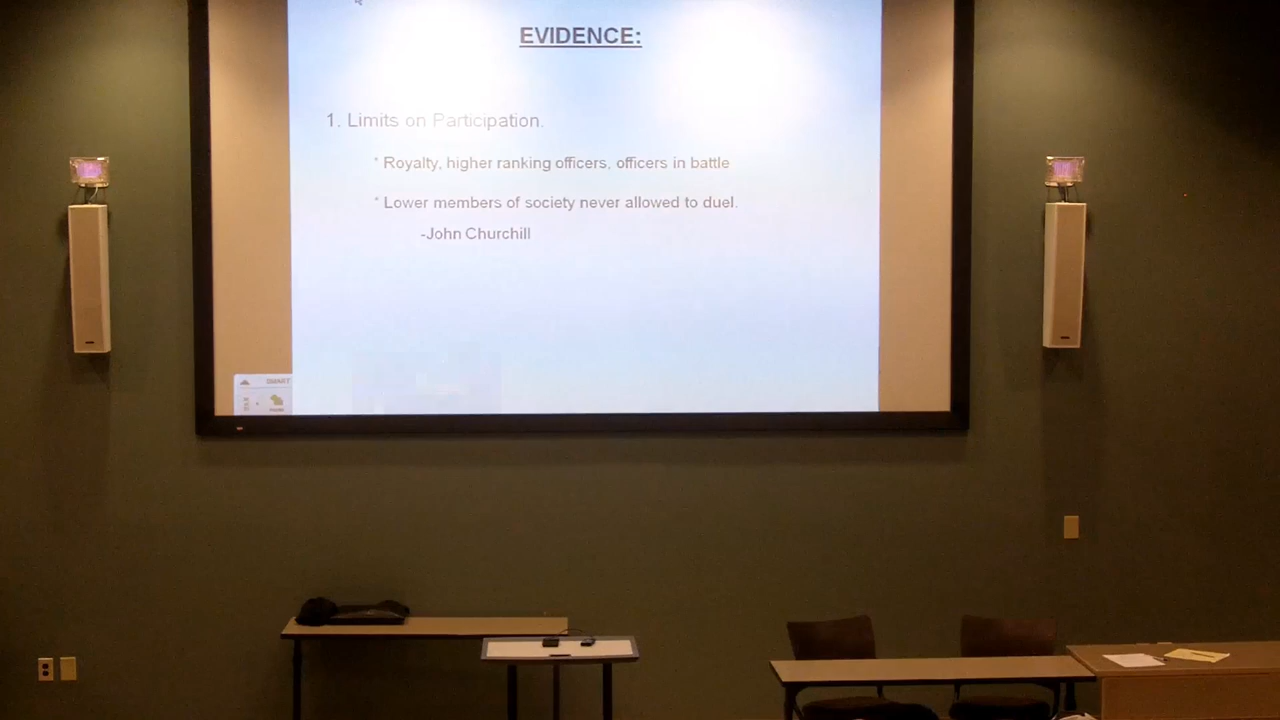 EVIDENCE:
1. Limits on Participation.
* Royalty, higher ranking officers, officers in battle
* Lower members of society never allowed to duel.
-John Churchill
SMART